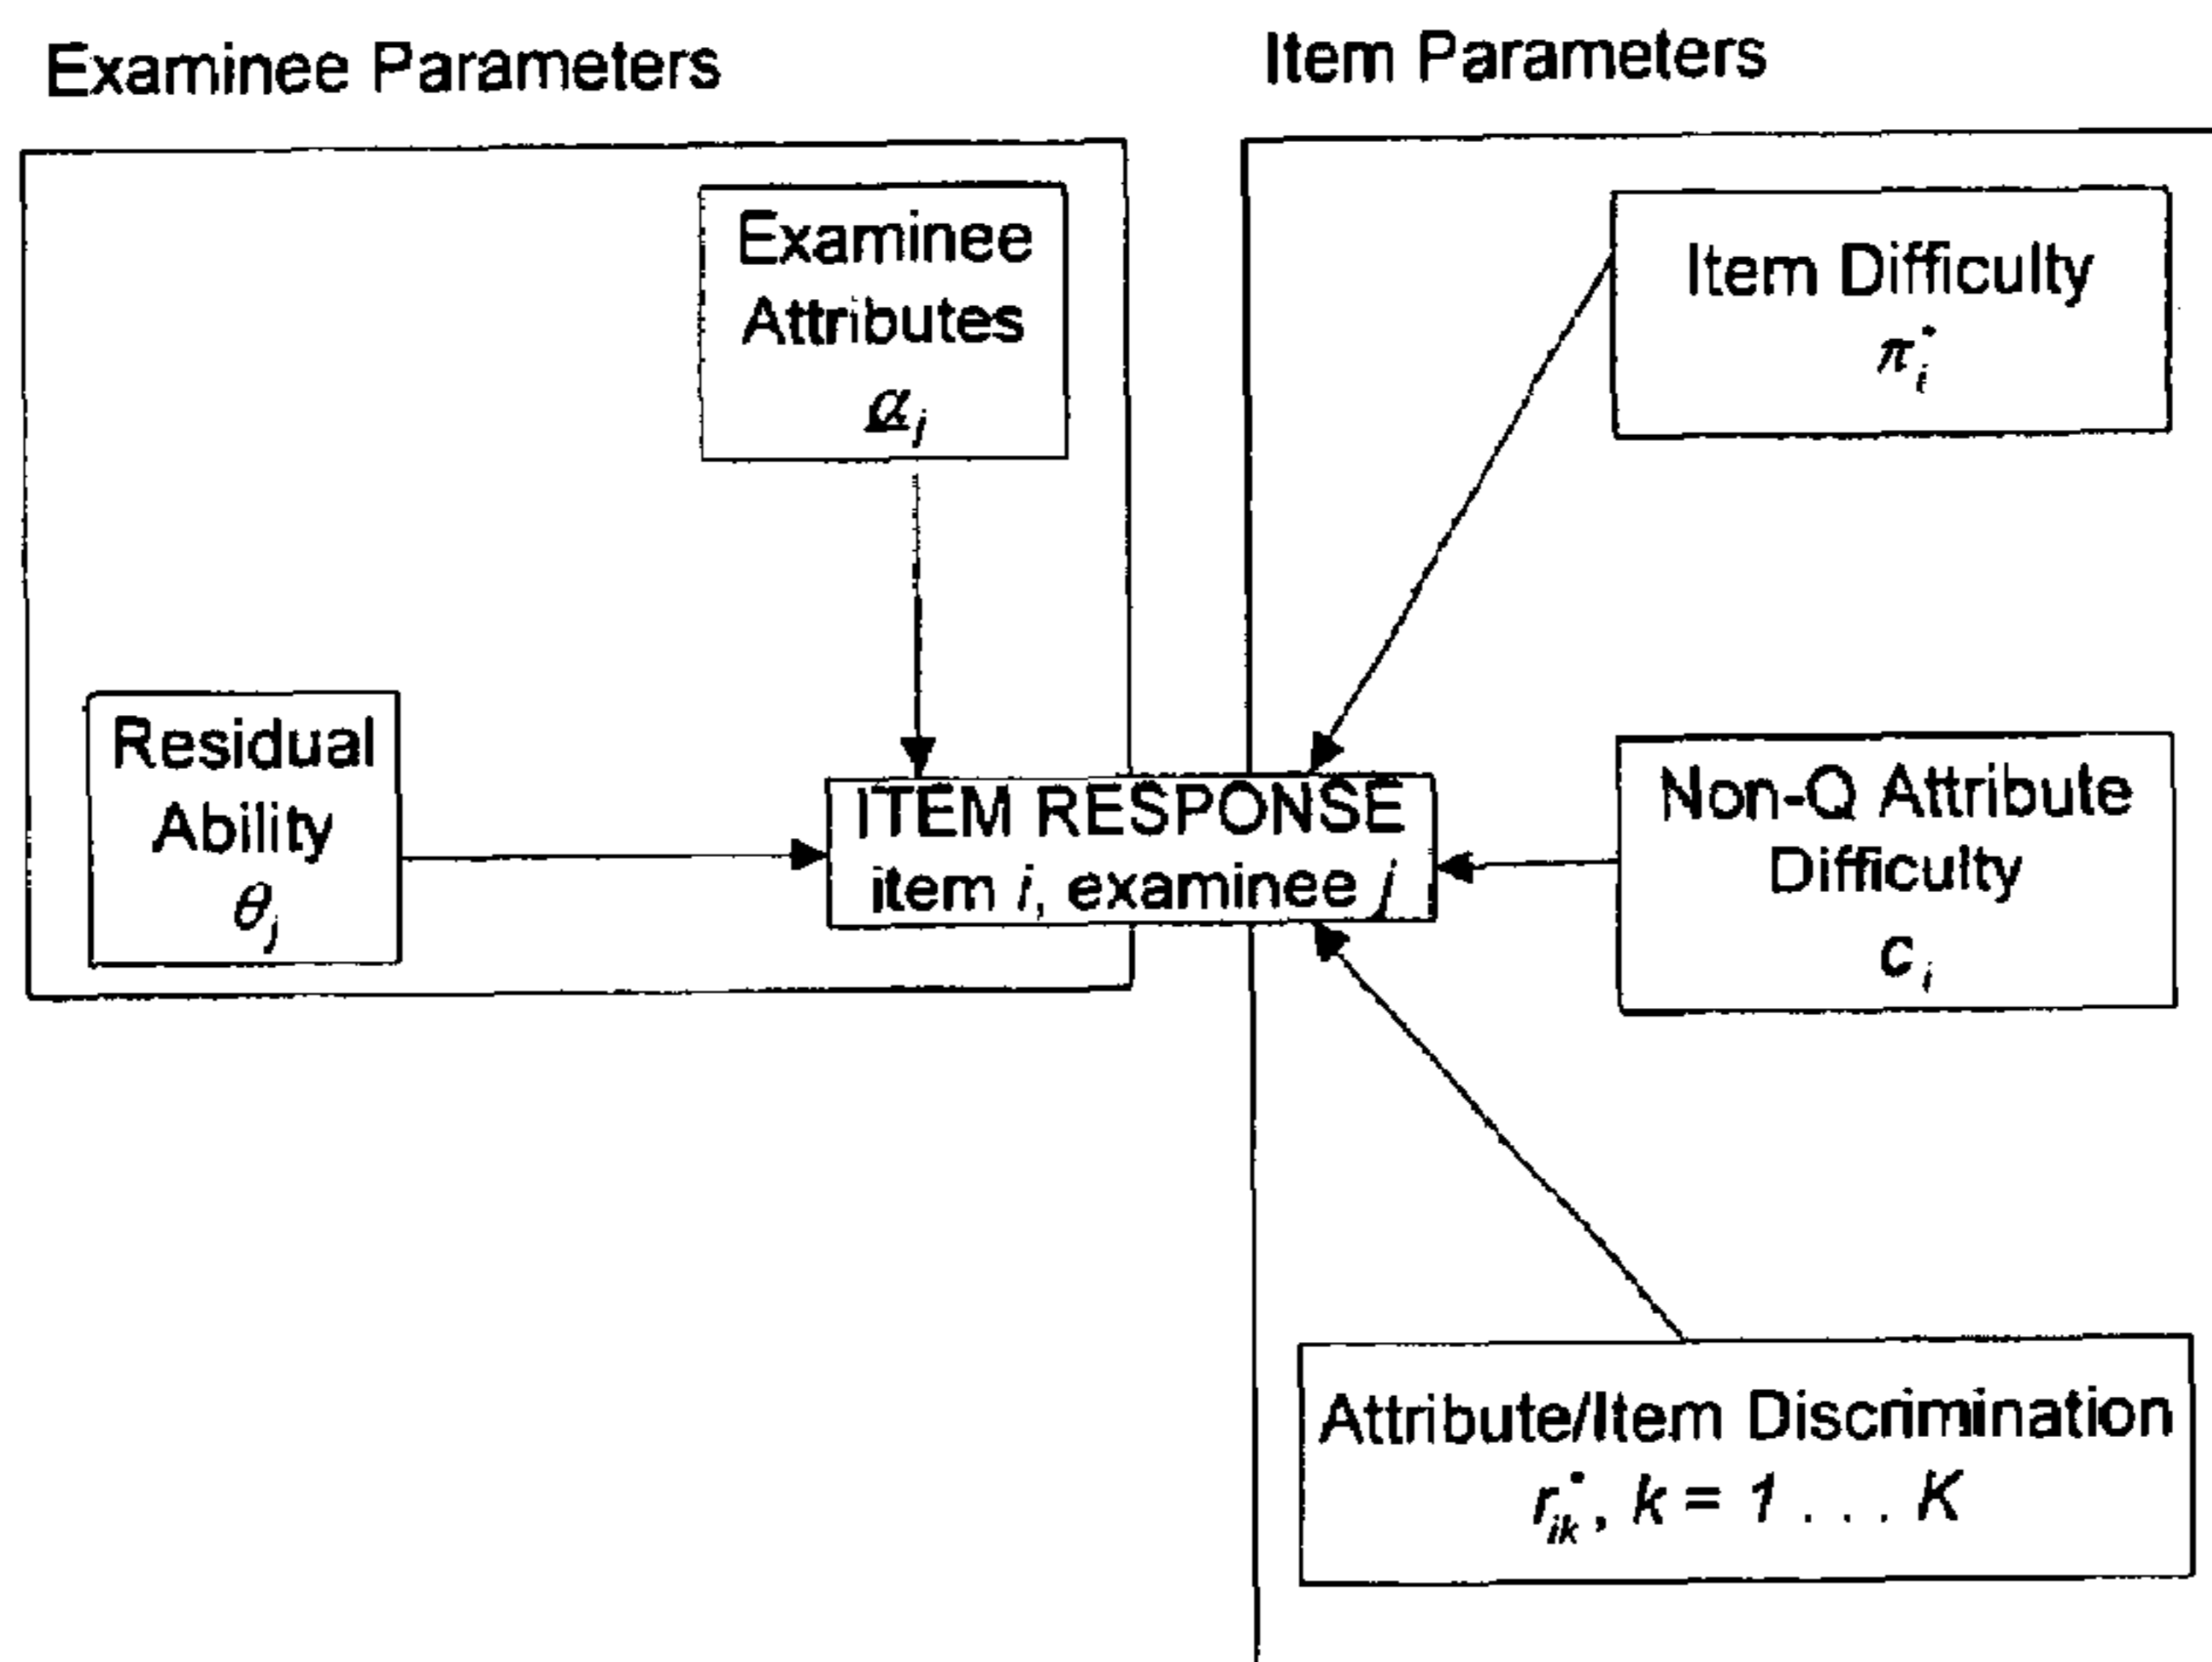 Examinee Parameters
Item Parameters
Examinee
Attributes
α̲ⱼ
Item Difficulty
πᵢ*
Residual
Ability
θⱼ
ITEM RESPONSE
item i, examinee j
Non-Q Attribute
Difficulty
cᵢ
Attribute/Item Discrimination
r*ᵢₖ, k = 1 . . . K